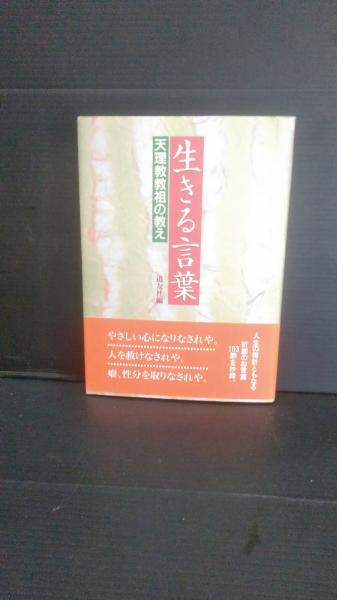 生きる言葉
天理教教祖の教え
道友社編
やさしい心になりなされや。
人を救けなされや。
癖、性分を取りなされや。
人生の指針ともなる
折節のお言葉
163節を抄録。